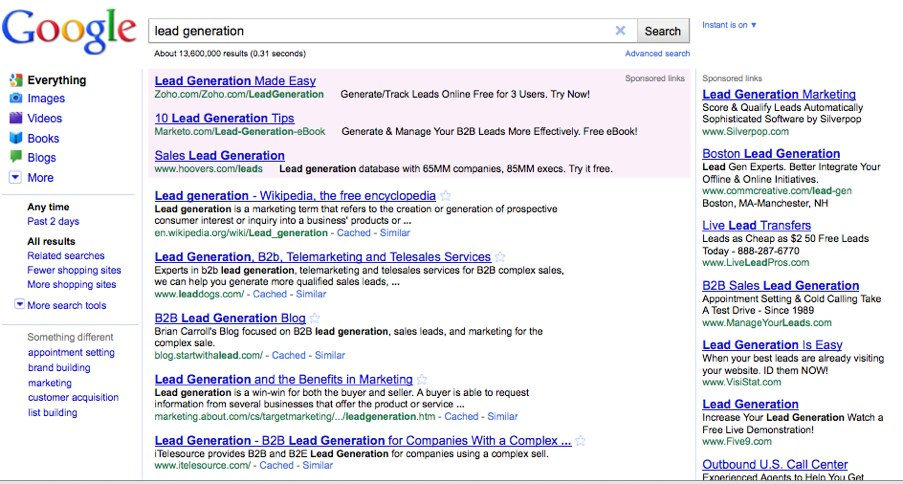 Google
lead generation
Search
Instant is on ▼
About 13,600,000 results (0.31 seconds)
Advanced search
Everything
Images
Videos
Books
Blogs
More
Any time
Past 2 days
All results
Related searches
Fewer shopping sites
More shopping sites
More search tools
Something different
appointment setting
brand building
marketing
customer acquisition
list building
Sponsored links
Lead Generation Made Easy
Zoho.com/Zoho.com/LeadGeneration Generate/Track Leads Online Free for 3 Users. Try Now!
10 Lead Generation Tips
Marketo.com/Lead-Generation-eBook Generate & Manage Your B2B Leads More Effectively. Free eBook!
Sales Lead Generation
www.hoovers.com/leads Lead generation database with 65MM companies, 85MM execs. Try it free.
Lead generation - Wikipedia, the free encyclopedia
Lead generation is a marketing term that refers to the creation or generation of prospective
consumer interest or inquiry into a business' products or ...
en.wikipedia.org/wiki/Lead_generation - Cached - Similar
Lead Generation, B2b, Telemarketing and Telesales Services
Experts in b2b lead generation, telemarketing and telesales services for B2B complex sales,
we can help you generate more qualified sales leads, ...
www.leaddogs.com/ - Cached - Similar
B2B Lead Generation Blog
Brian Carroll's Blog focused on B2B lead generation, sales leads, and marketing for the
complex sale.
blog.startwithalead.com/ - Cached - Similar
Lead Generation and the Benefits in Marketing
Lead generation is a win-win for both the buyer and seller. A buyer is able to request
information from several businesses that offer the product or service ...
marketing.about.com/cs/targetmarketing/.../leadgeneration.htm - Cached - Similar
Lead Generation - B2B Lead Generation for Companies With a Complex ...
iTelesource provides B2B and B2E Lead Generation for companies using a complex sell.
www.itelesource.com/ - Cached - Similar
Sponsored links
Lead Generation Marketing
Score & Qualify Leads Automatically
Sophisticated Software by Silverpop
www.Silverpop.com
Boston Lead Generation
Lead Gen Experts. Better Integrate Your
Offline & Online Initiatives.
www.commcreative.com/lead-gen
Boston, MA-Manchester, NH
Live Lead Transfers
Leads as Cheap as $2 50 Free Leads
Today - 888-287-6770
www.LiveLeadPros.com
B2B Sales Lead Generation
Appointment Setting & Cold Calling Take
A Test Drive - Since 1989
www.ManageYourLeads.com
Lead Generation Is Easy
When your best leads are already visiting
your website. ID them NOW!
www.VisiStat.com
Lead Generation
Increase Your Lead Generation Watch a
Free Live Demonstration!
www.Five9.com
Outbound U.S. Call Center
Experienced Agents to Help You Get